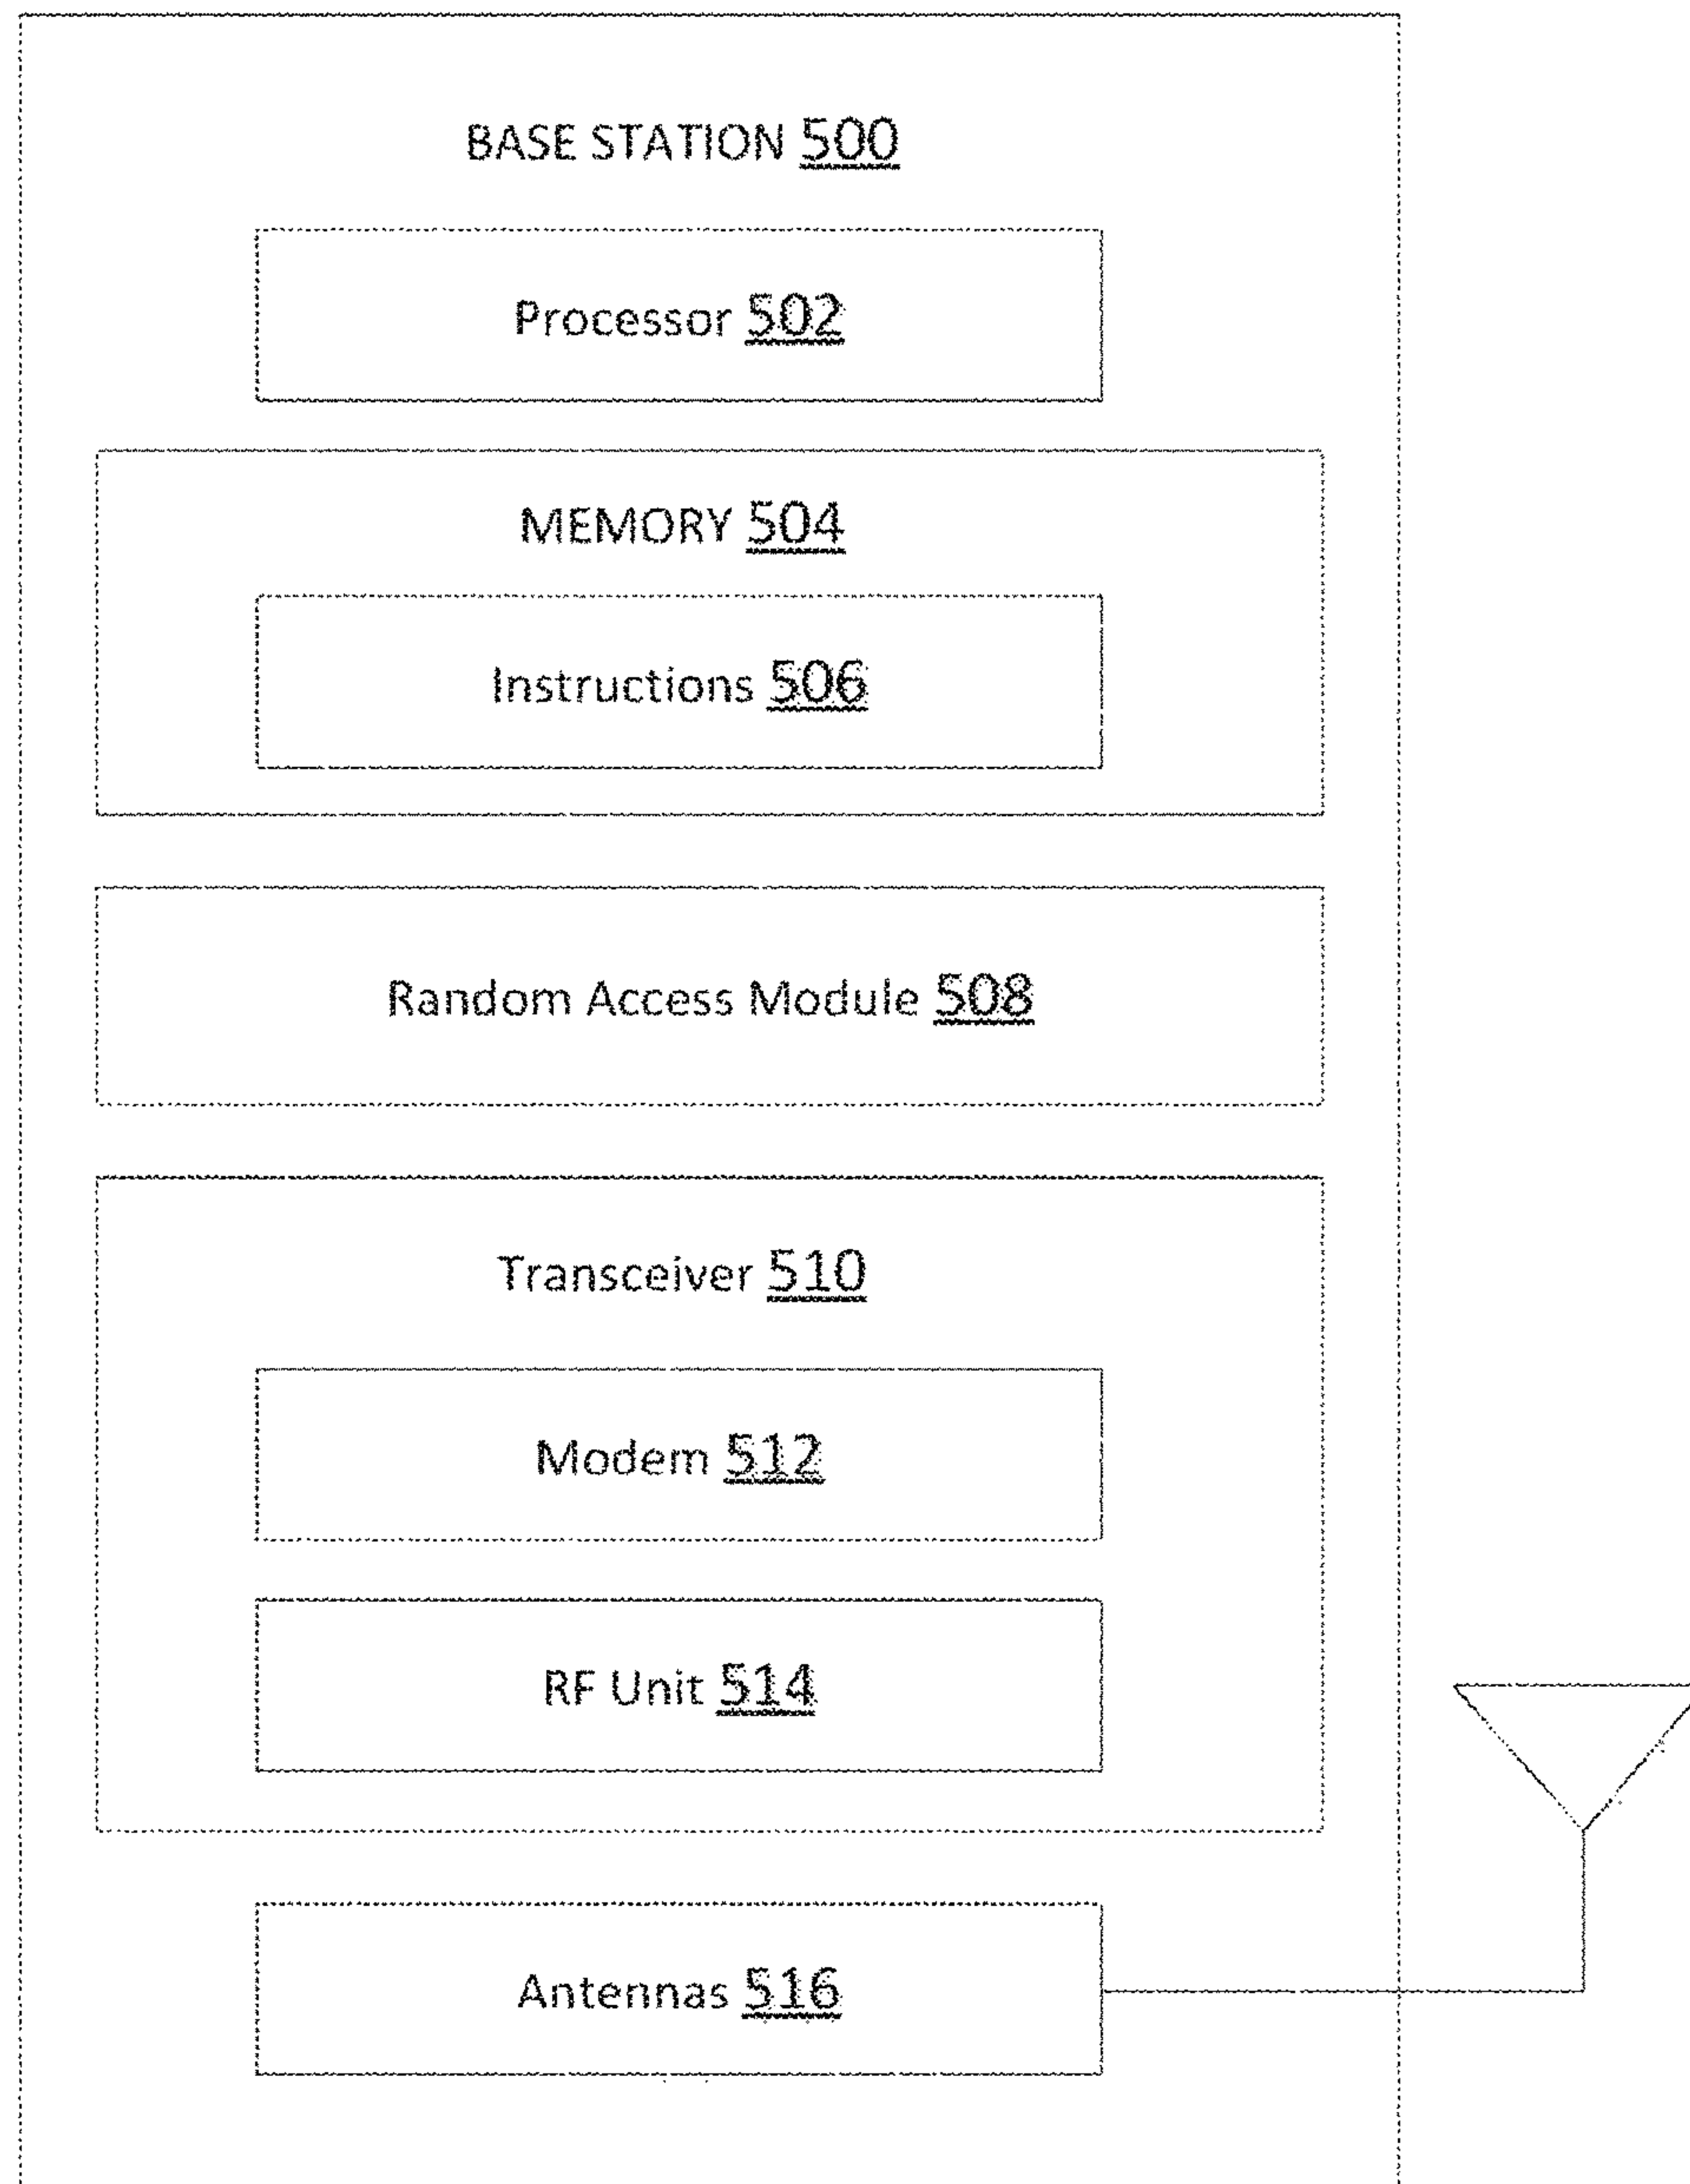 BASE STATION 500
Processor 502
MEMORY 504
Instructions 506
Random Access Module 508
Transceiver 510
Modem 512
RF Unit 514
Antennas 516